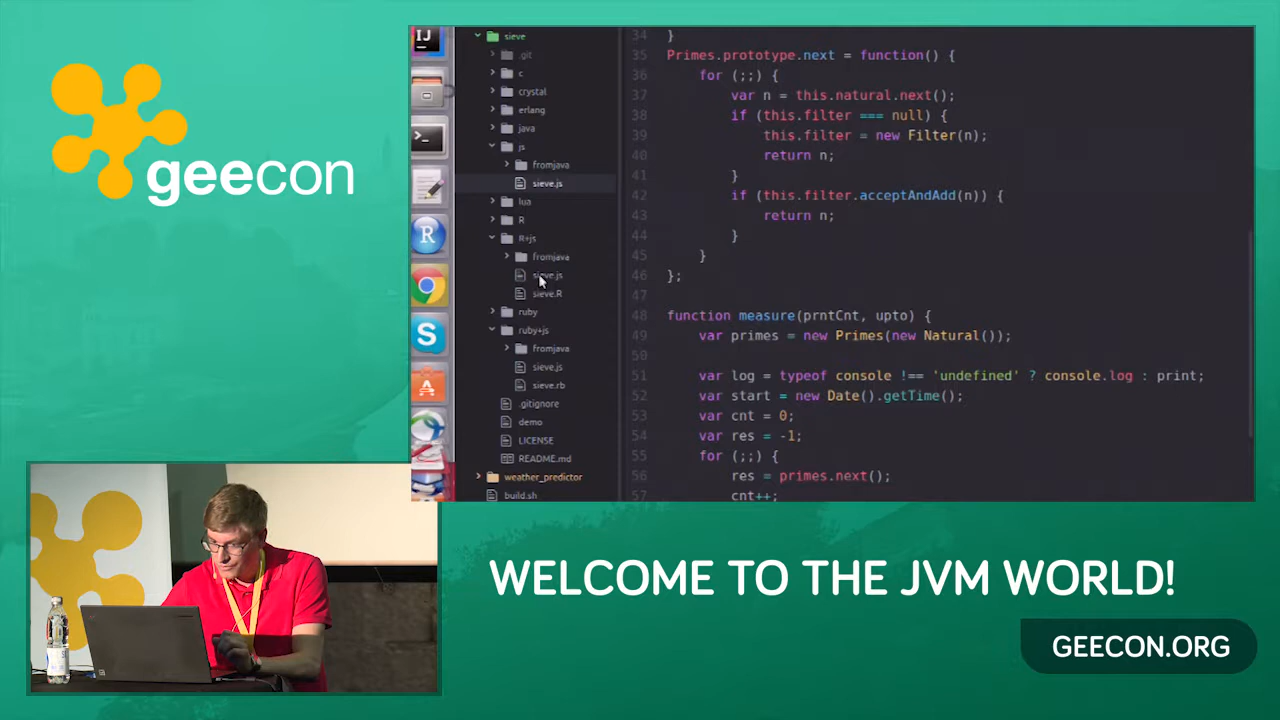 geecon
IJ
sieve
.git
c
crystal
erlang
java
js
fromjava
sieve.js
lua
R
R+js
fromjava
sieve.js
sieve.R
ruby
ruby+js
fromjava
sieve.js
sieve.rb
.gitignore
demo
LICENSE
README.md
weather_predictor
build.sh
34 }
35 Primes.prototype.next = function() {
36 for (;;) {
37 var n = this.natural.next();
38 if (this.filter === null) {
39 this.filter = new Filter(n);
40 return n;
41 }
42 if (this.filter.acceptAndAdd(n)) {
43 return n;
44 }
45 }
46 };
47
48 function measure(prntCnt, upto) {
49 var primes = new Primes(new Natural());
50
51 var log = typeof console !== 'undefined' ? console.log : print;
52 var start = new Date().getTime();
53 var cnt = 0;
54 var res = -1;
55 for (;;) {
56 res = primes.next();
57 cnt++;
R
S
WELCOME TO THE JVM WORLD!
GEECON.ORG